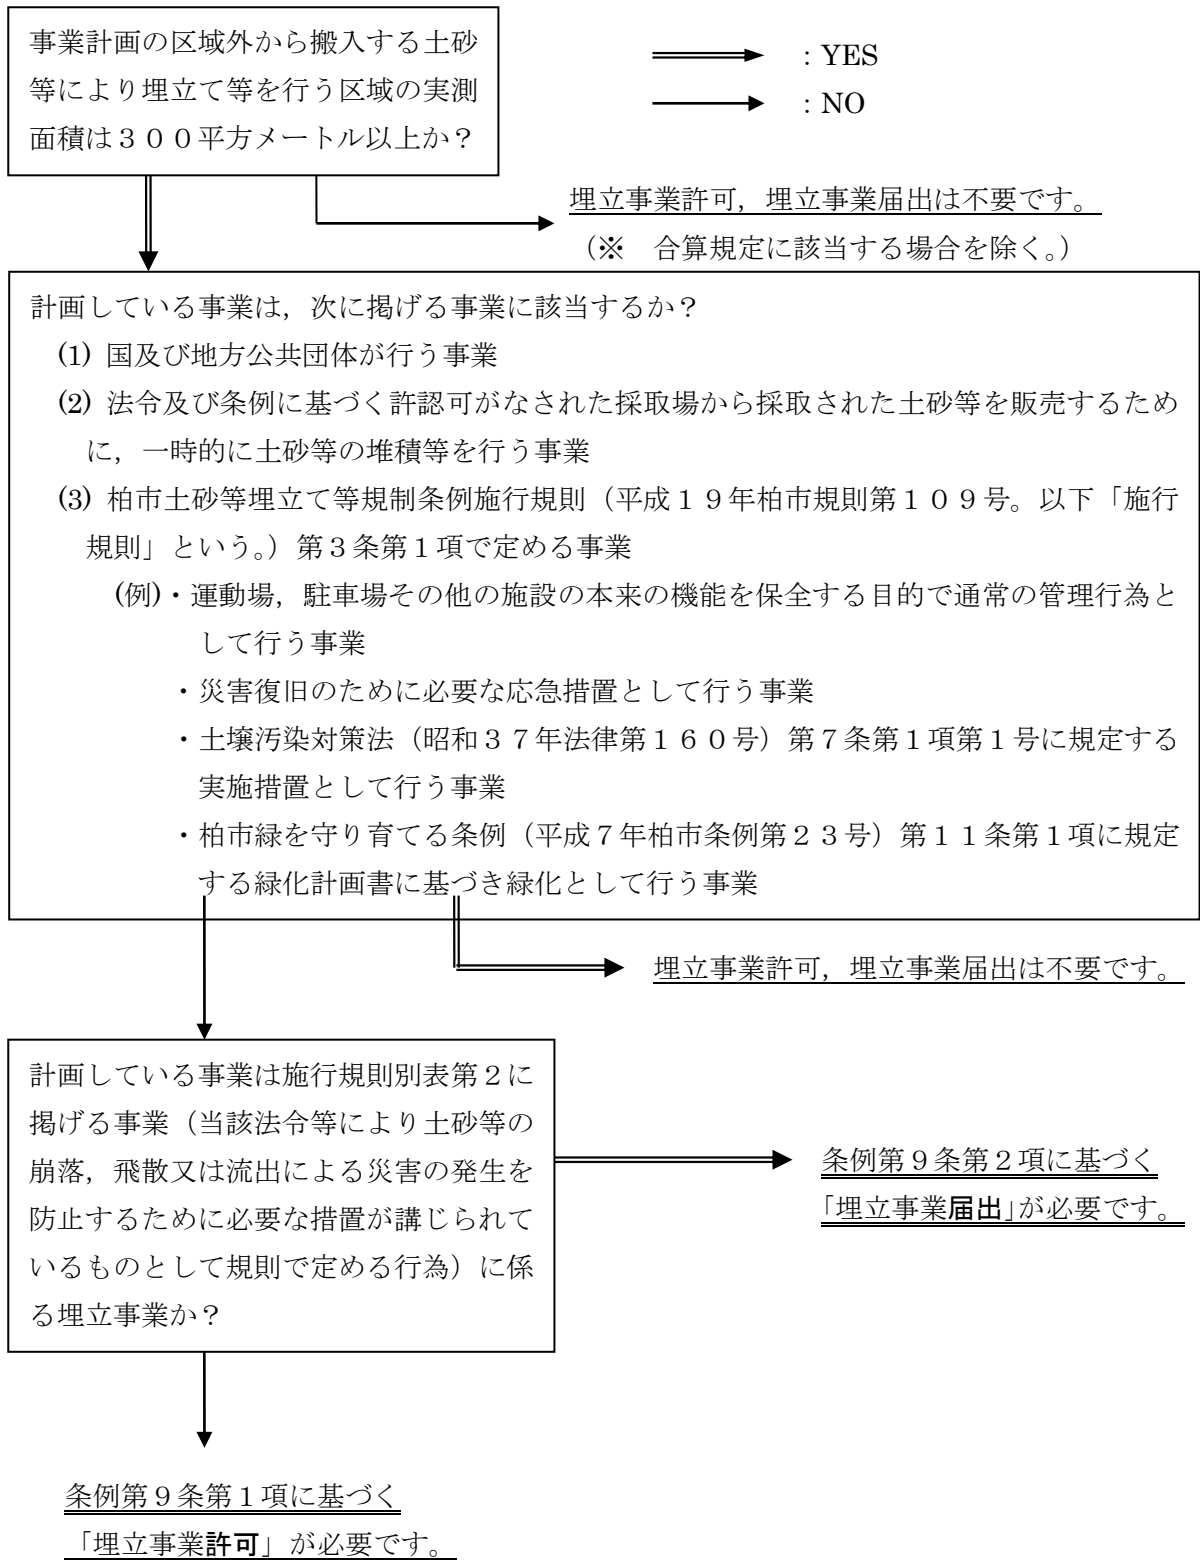 事業計画の区域外から搬入する土砂
等により埋立て等を行う区域の実測
面積は３００平方メートル以上か？
：YES
：NO
埋立事業許可，埋立事業届出は不要です。
（※　合算規定に該当する場合を除く。）
計画している事業は，次に掲げる事業に該当するか？
(1) 国及び地方公共団体が行う事業
(2) 法令及び条例に基づく許認可がなされた採取場から採取された土砂等を販売するため
に，一時的に土砂等の堆積等を行う事業
(3) 柏市土砂等埋立て等規制条例施行規則（平成１９年柏市規則第１０９号。以下「施行
規則」という。）第３条第１項で定める事業
(例)・運動場，駐車場その他の施設の本来の機能を保全する目的で通常の管理行為と
して行う事業
・災害復旧のために必要な応急措置として行う事業
・土壌汚染対策法（昭和３７年法律第１６０号）第７条第１項第１号に規定する
実施措置として行う事業
・柏市緑を守り育てる条例（平成７年柏市条例第２３号）第１１条第１項に規定
する緑化計画書に基づき緑化として行う事業
埋立事業許可，埋立事業届出は不要です。
計画している事業は施行規則別表第２に
掲げる事業（当該法令等により土砂等の
崩落，飛散又は流出による災害の発生を
防止するために必要な措置が講じられて
いるものとして規則で定める行為）に係
る埋立事業か？
条例第９条第２項に基づく
「埋立事業届出」が必要です。
条例第９条第１項に基づく
「埋立事業許可」が必要です。